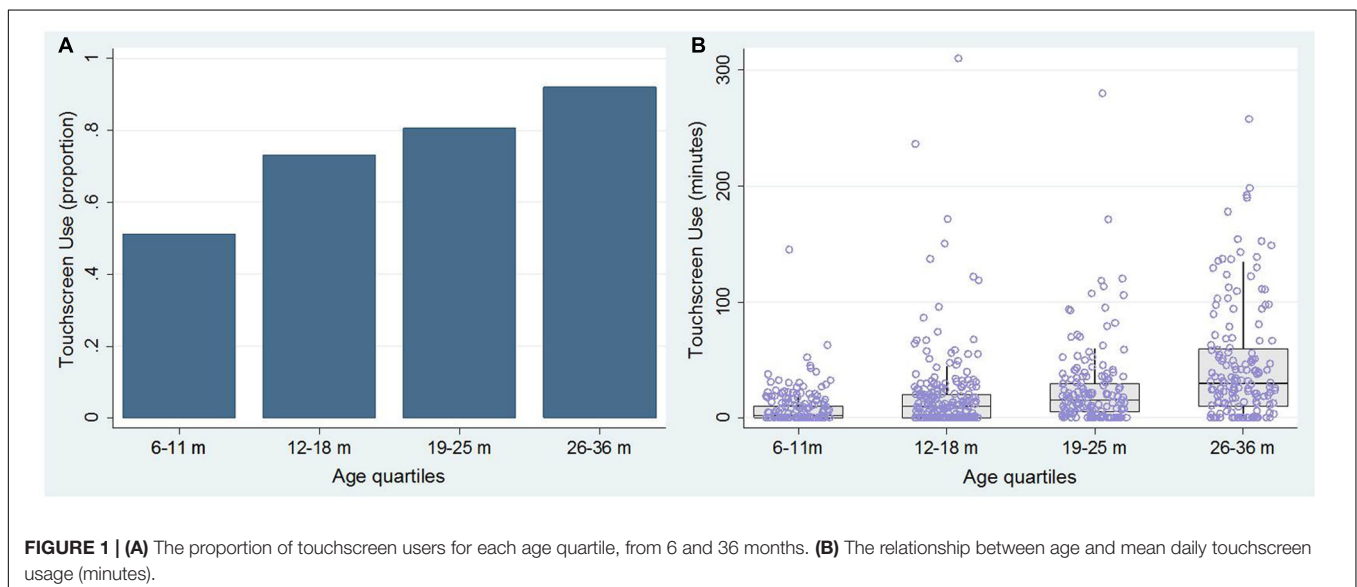 A
Touchscreen Use (proportion)
1
.8
.6
.4
.2
0
6-11 m
12-18 m
19-25 m
26-36 m
Age quartiles
B
Touchscreen Use (minutes)
300
200
100
0
6-11m
12-18 m
19-25 m
26-36 m
Age quartiles
FIGURE 1 | (A) The proportion of touchscreen users for each age quartile, from 6 and 36 months. (B) The relationship between age and mean daily touchscreen
usage (minutes).